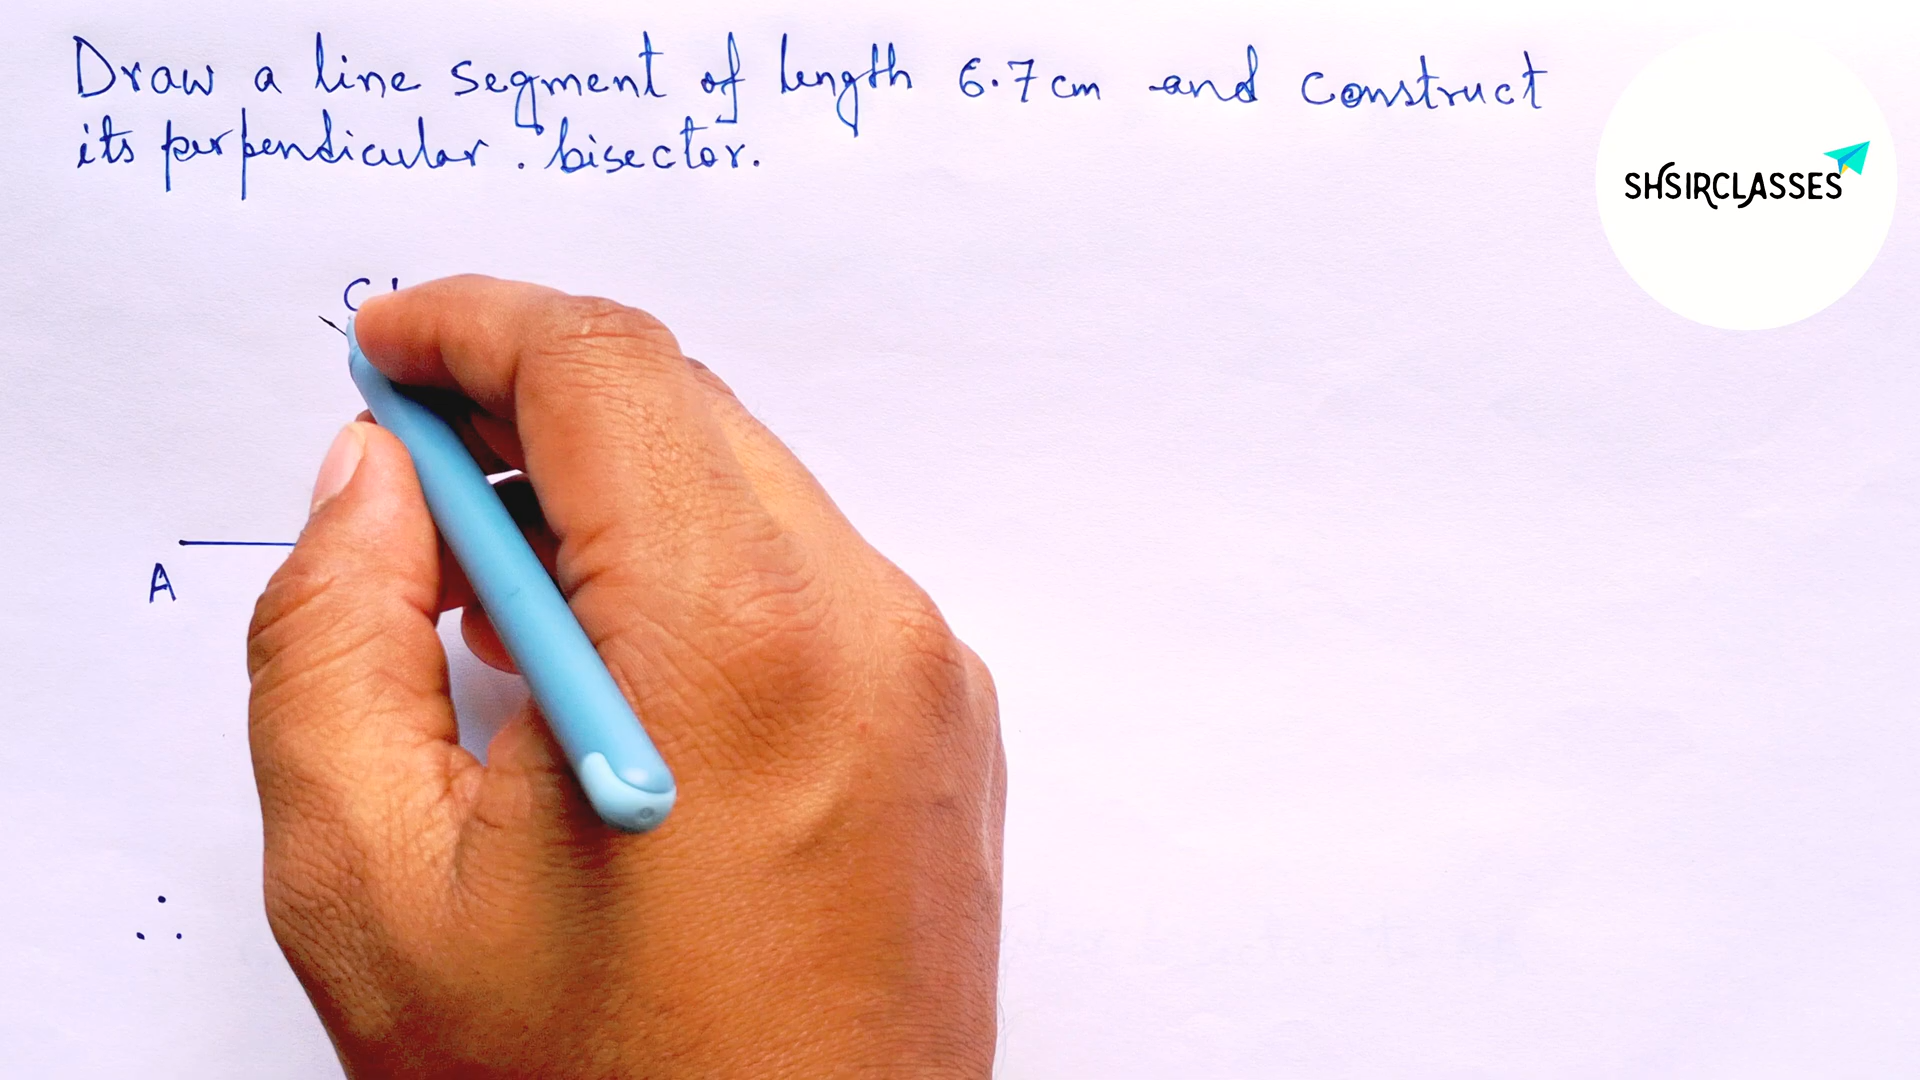 Draw a line segment of length 6.7 cm and construct
its perpendicular . bisector.
SHSIRCLASSES
C
A
∴